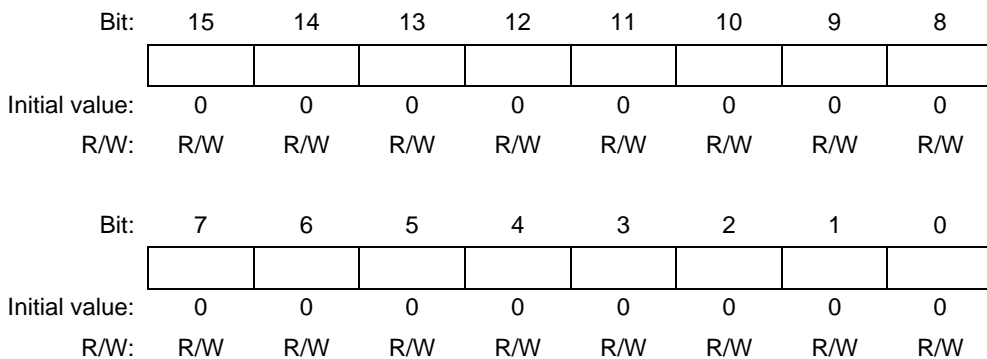 Bit: 15 14 13 12 11 10 9 8
Initial value: 0 0 0 0 0 0 0 0
R/W: R/W R/W R/W R/W R/W R/W R/W R/W
Bit: 7 6 5 4 3 2 1 0
Initial value: 0 0 0 0 0 0 0 0
R/W: R/W R/W R/W R/W R/W R/W R/W R/W